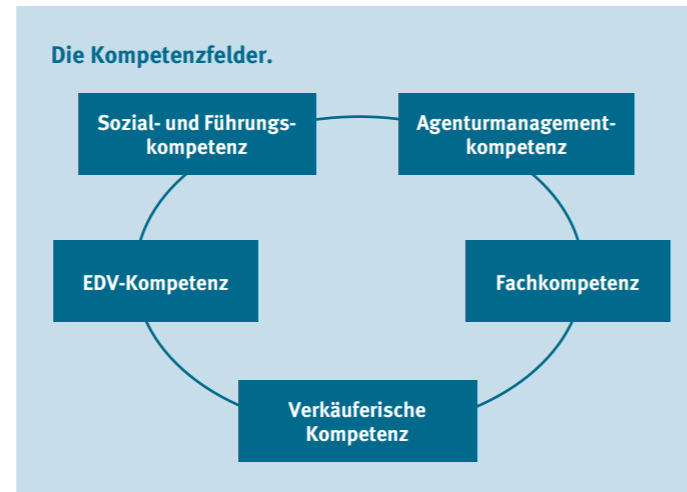 Die Kompetenzfelder.
Sozial- und Führungs-
kompetenz
Agenturmanagement-
kompetenz
EDV-Kompetenz
Fachkompetenz
Verkäuferische
Kompetenz